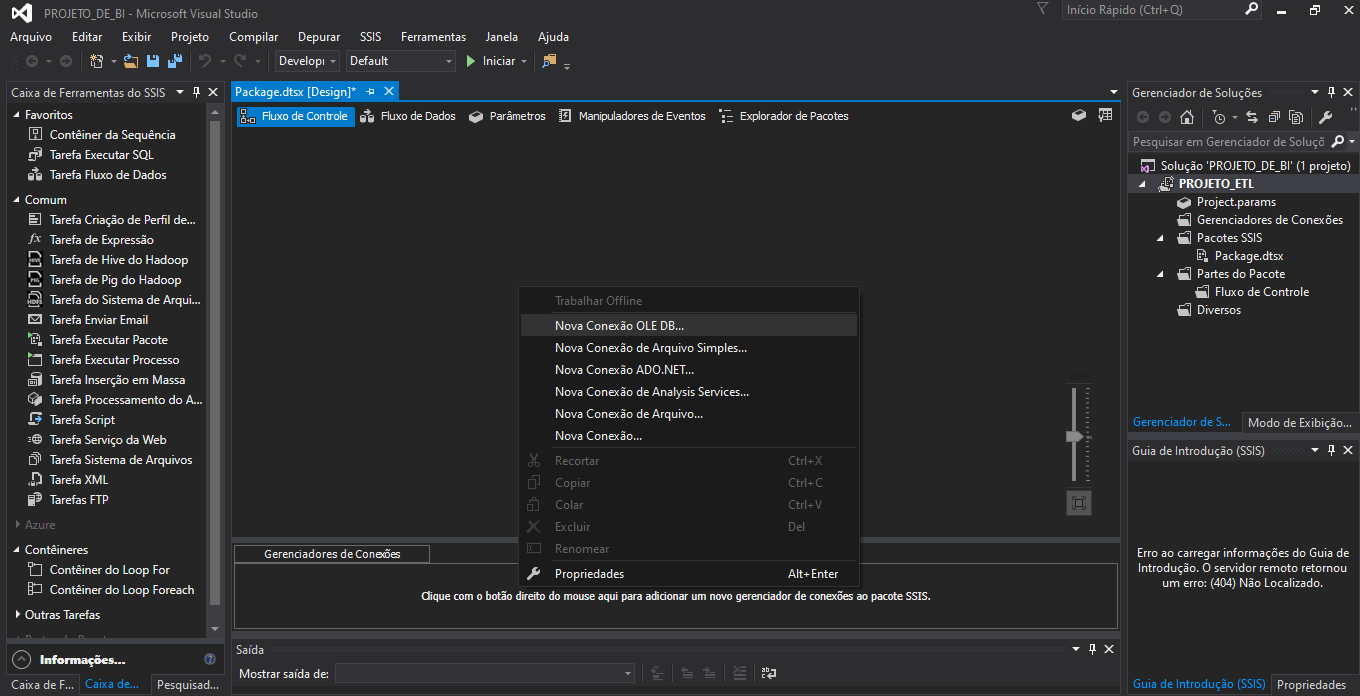 PROJETO_DE_BI - Microsoft Visual Studio
Início Rápido (Ctrl+Q)
Arquivo Editar Exibir Projeto Compilar Depurar SSIS Ferramentas Janela Ajuda
Develop Default Iniciar
Caixa de Ferramentas do SSIS
Favoritos
Contêiner da Sequência
Tarefa Executar SQL
Tarefa Fluxo de Dados
Comum
Tarefa Criação de Perfil de...
Tarefa de Expressão
Tarefa de Hive do Hadoop
Tarefa de Pig do Hadoop
Tarefa do Sistema de Arqui...
Tarefa Enviar Email
Tarefa Executar Pacote
Tarefa Executar Processo
Tarefa Inserção em Massa
Tarefa Processamento do A...
Tarefa Script
Tarefa Serviço da Web
Tarefa Sistema de Arquivos
Tarefa XML
Tarefas FTP
Azure
Contêineres
Contêiner do Loop For
Contêiner do Loop Foreach
Outras Tarefas
Informações...
Caixa de F... Caixa de... Pesquisad...
Package.dtsx [Design]*
Fluxo de Controle Fluxo de Dados Parâmetros Manipuladores de Eventos Explorador de Pacotes
Trabalhar Offline
Nova Conexão OLE DB...
Nova Conexão de Arquivo Simples...
Nova Conexão ADO.NET...
Nova Conexão de Analysis Services...
Nova Conexão de Arquivo...
Nova Conexão...
Recortar Ctrl+X
Copiar Ctrl+C
Colar Ctrl+V
Excluir Del
Renomear
Propriedades Alt+Enter
Gerenciadores de Conexões
Clique com o botão direito do mouse aqui para adicionar um novo gerenciador de conexões ao pacote SSIS.
Saída
Mostrar saída de:
Gerenciador de Soluções
Pesquisar em Gerenciador de Soluçõ
Solução 'PROJETO_DE_BI' (1 projeto)
PROJETO_ETL
Project.params
Gerenciadores de Conexões
Pacotes SSIS
Package.dtsx
Partes do Pacote
Fluxo de Controle
Diversos
Gerenciador de S... Modo de Exibição...
Guia de Introdução (SSIS)
Erro ao carregar informações do Guia de
Introdução. O servidor remoto retornou
um erro: (404) Não Localizado.
Guia de Introdução (SSIS) Propriedades